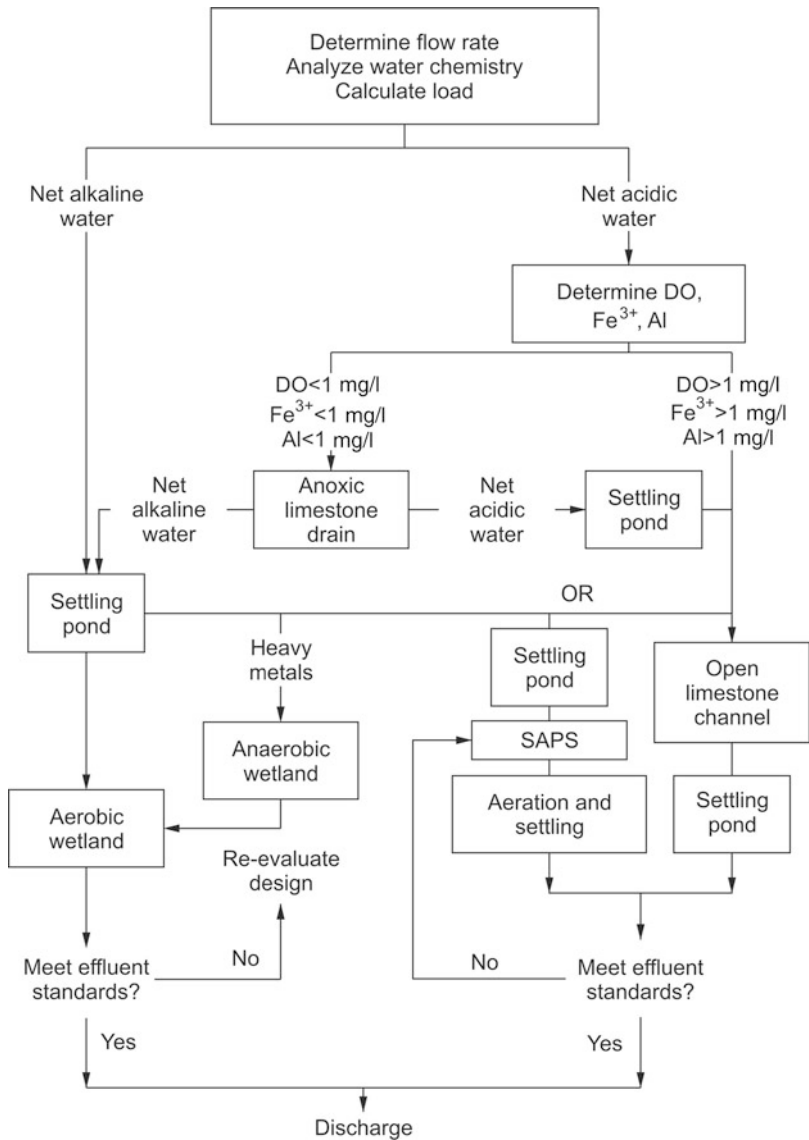 Determine flow rate
Analyze water chemistry
Calculate load
Net alkaline
water
Net acidic
water
Determine DO,
Fe³⁺, Al
DO<1 mg/l
Fe³⁺<1 mg/l
Al<1 mg/l
DO>1 mg/l
Fe³⁺>1 mg/l
Al>1 mg/l
Net
alkaline
water
Anoxic
limestone
drain
Net
acidic
water
Settling
pond
Settling
pond
OR
Heavy
metals
Settling
pond
Open
limestone
channel
Anaerobic
wetland
SAPS
Aerobic
wetland
Aeration and
settling
Settling
pond
Re-evaluate
design
No
Meet effluent
standards?
No
Meet effluent
standards?
Yes
Yes
Discharge